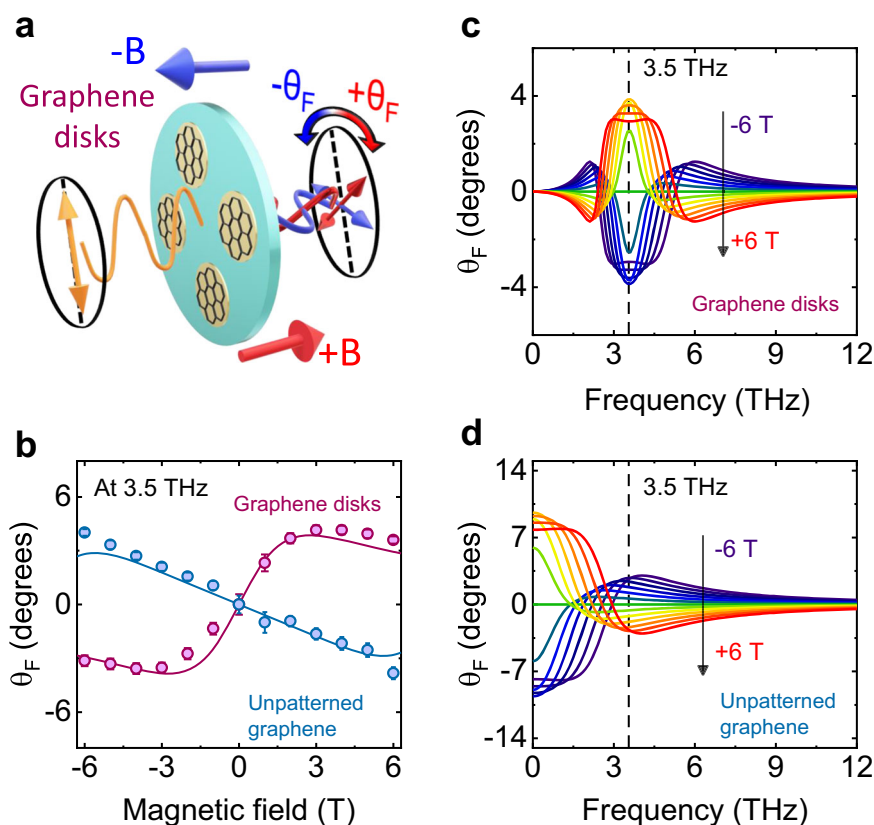 a
-B
Graphene
disks
-θF
+θF
+B
b
At 3.5 THz
Graphene disks
Unpatterned
graphene
6
0
-6
θF (degrees)
-6
-3
0
3
6
Magnetic field (T)
c
3.5 THz
-6 T
+6 T
Graphene disks
4
0
-4
θF (degrees)
0
3
6
9
12
Frequency (THz)
d
3.5 THz
-6 T
+6 T
Unpatterned
graphene
14
7
0
-7
-14
θF (degrees)
0
3
6
9
12
Frequency (THz)